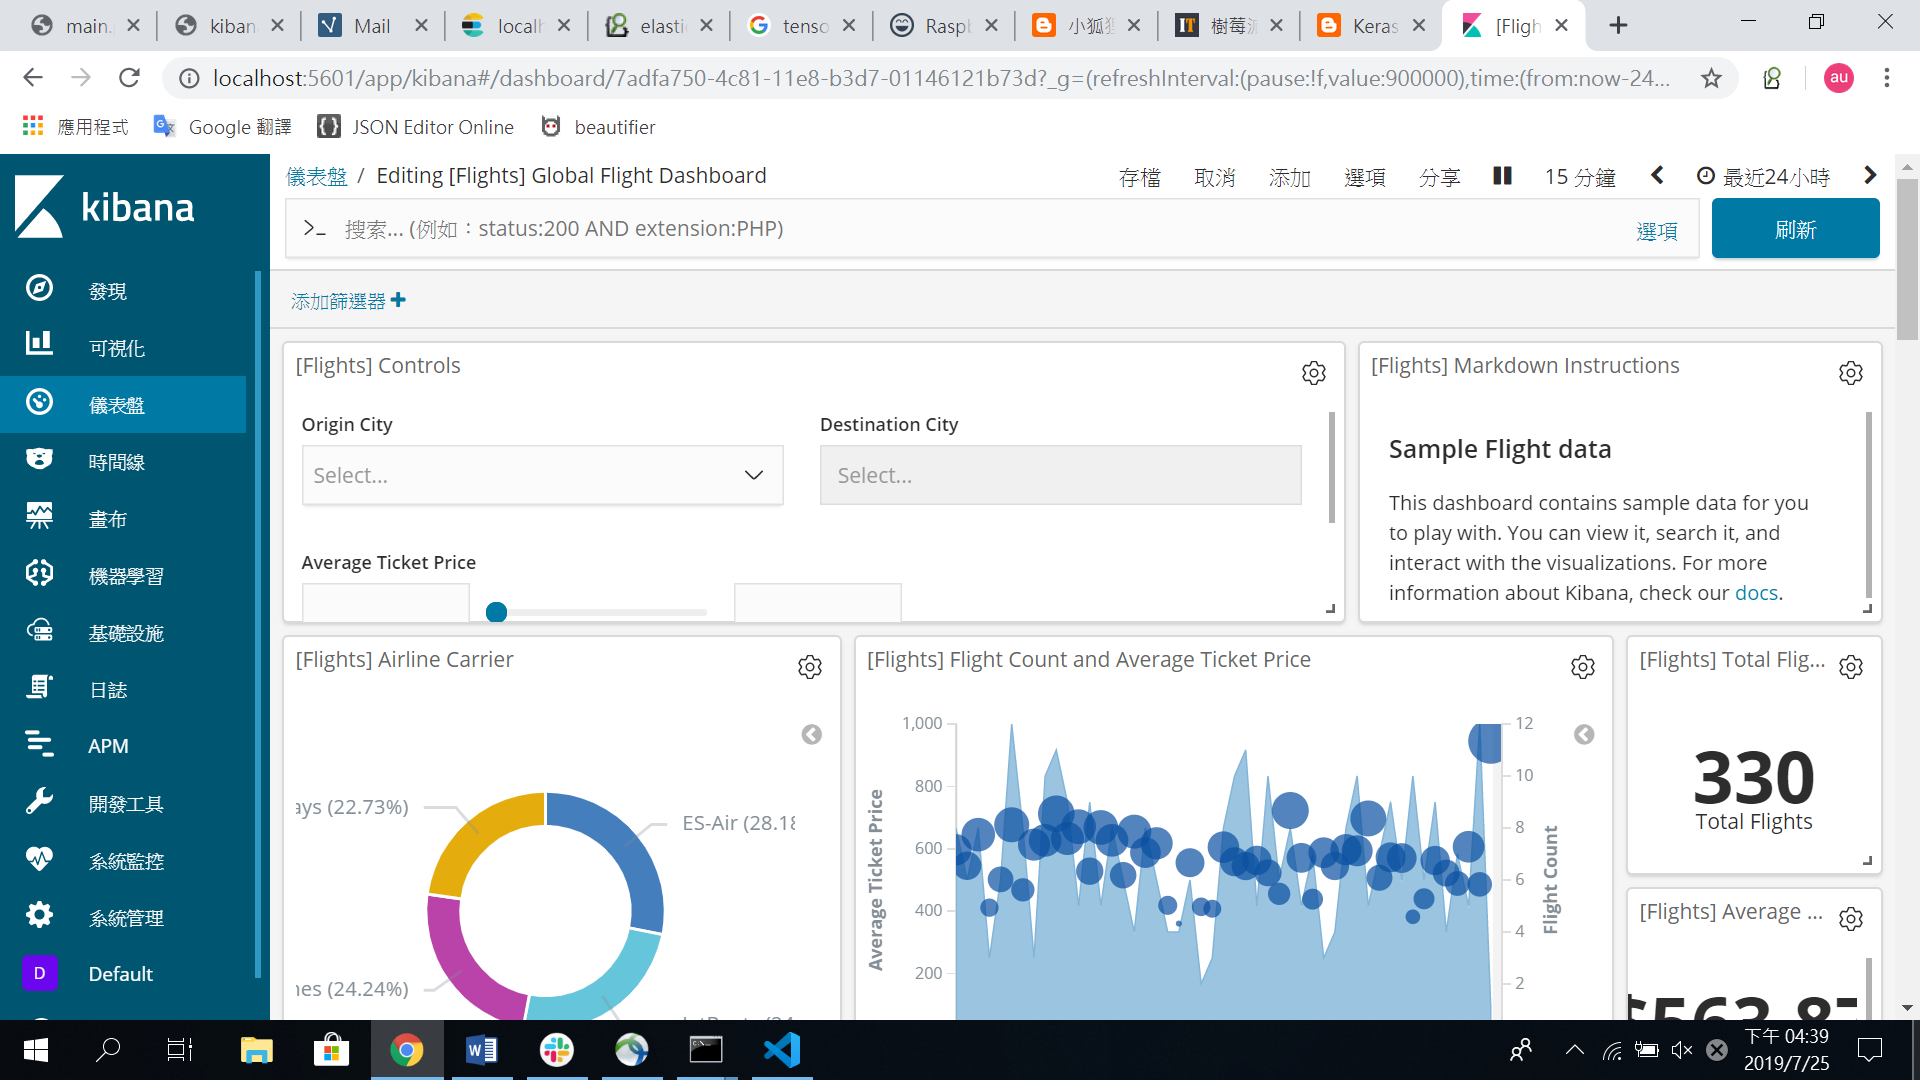 main.
kiban
Mail
localh
elastic
tenso
Raspb
小狐狸
樹莓派
Keras
[Fligh
localhost:5601/app/kibana#/dashboard/7adfa750-4c81-11e8-b3d7-01146121b73d?_g=(refreshInterval:(pause:!f,value:900000),time:(from:now-24...
au
應用程式
Google 翻譯
JSON Editor Online
beautifier
kibana
發現
可視化
儀表盤
時間線
畫布
機器學習
基礎設施
日誌
APM
開發工具
系統監控
系統管理
D Default
儀表盤 / Editing [Flights] Global Flight Dashboard
存檔 取消 添加 選項 分享 15 分鐘 最近24小時
>_ 搜索... (例如：status:200 AND extension:PHP)
選項
刷新
添加篩選器
[Flights] Controls
Origin City
Select...
Destination City
Select...
Average Ticket Price
[Flights] Markdown Instructions
Sample Flight data
This dashboard contains sample data for you
to play with. You can view it, search it, and
interact with the visualizations. For more
information about Kibana, check our docs.
[Flights] Airline Carrier
ays (22.73%)
ES-Air (28.18
nes (24.24%)
[Flights] Flight Count and Average Ticket Price
1,000
800
600
400
200
Average Ticket Price
12
10
8
6
4
2
Flight Count
[Flights] Total Flig...
330
Total Flights
[Flights] Average ...
$563.87
下午 04:39
2019/7/25